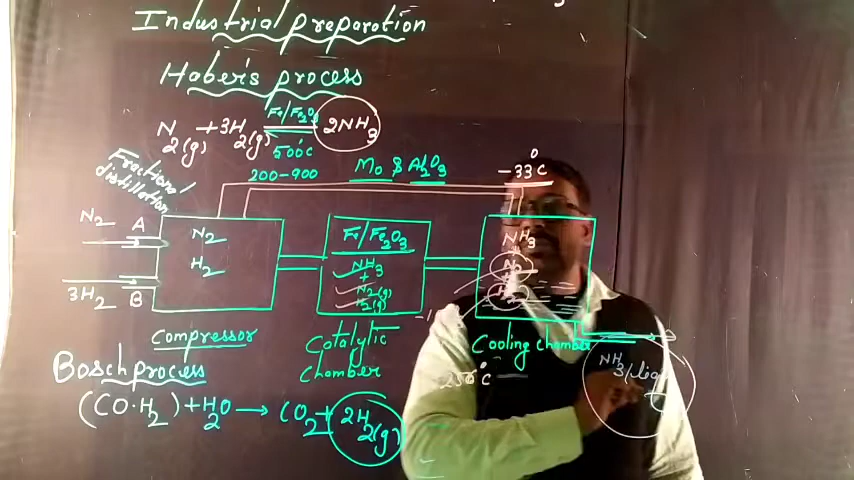 Industrial preparation
Haber's process
N2(g) + 3H2(g) ⇌ 2NH3
Fe/Fe2O3
500°C
200-900
Mo & Al2O3
-33°C
Fractional distillation
N2 A
3H2 B
N2
H2
Compressor
Fe/Fe2O3
NH3
+
N2(g)
H2(g)
Catalytic
Chamber
NH3
+
N2
H2
Cooling chamber
NH3/liq
Bosch process
(CO·H2) + H2O → CO2 + 2H2(g)